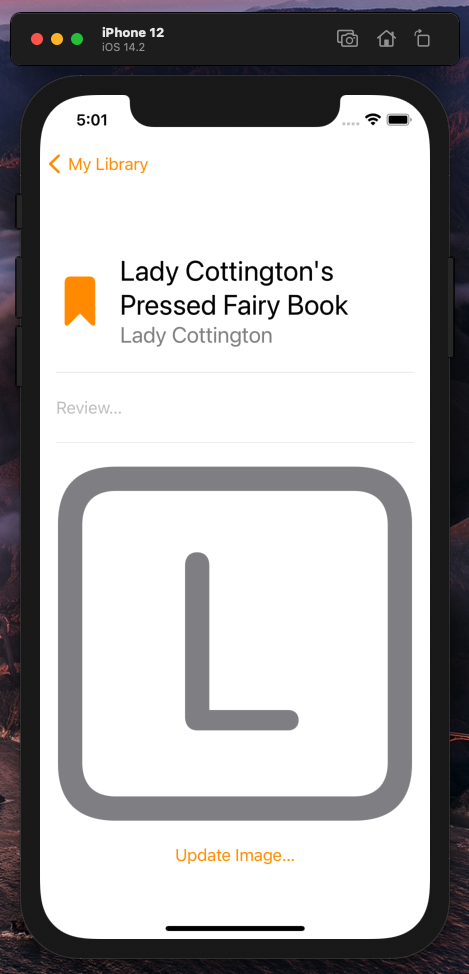 iPhone 12
iOS 14.2
5:01
My Library
Lady Cottington's
Pressed Fairy Book
Lady Cottington
Review...
L
Update Image...